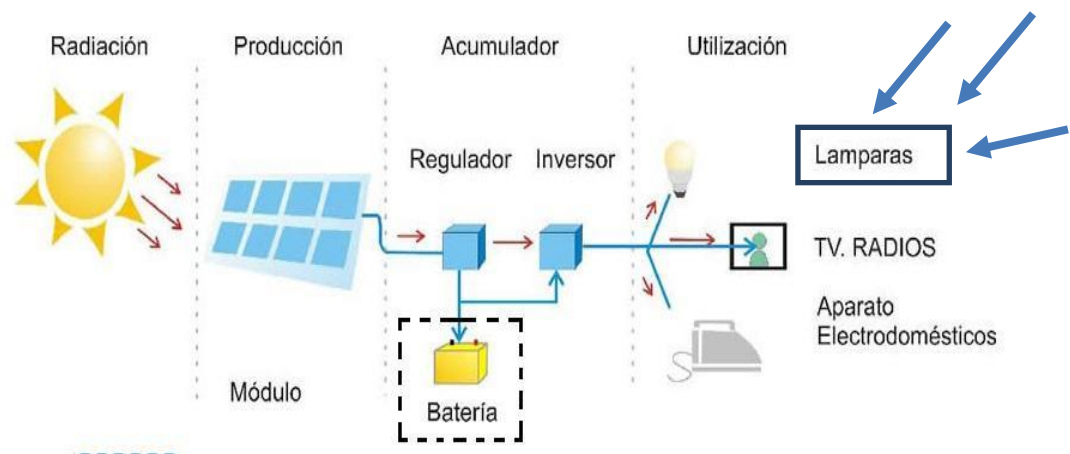 Radiación
Producción
Acumulador
Utilización
Regulador
Inversor
Lamparas
TV. RADIOS
Aparato
Electrodomésticos
Módulo
Batería